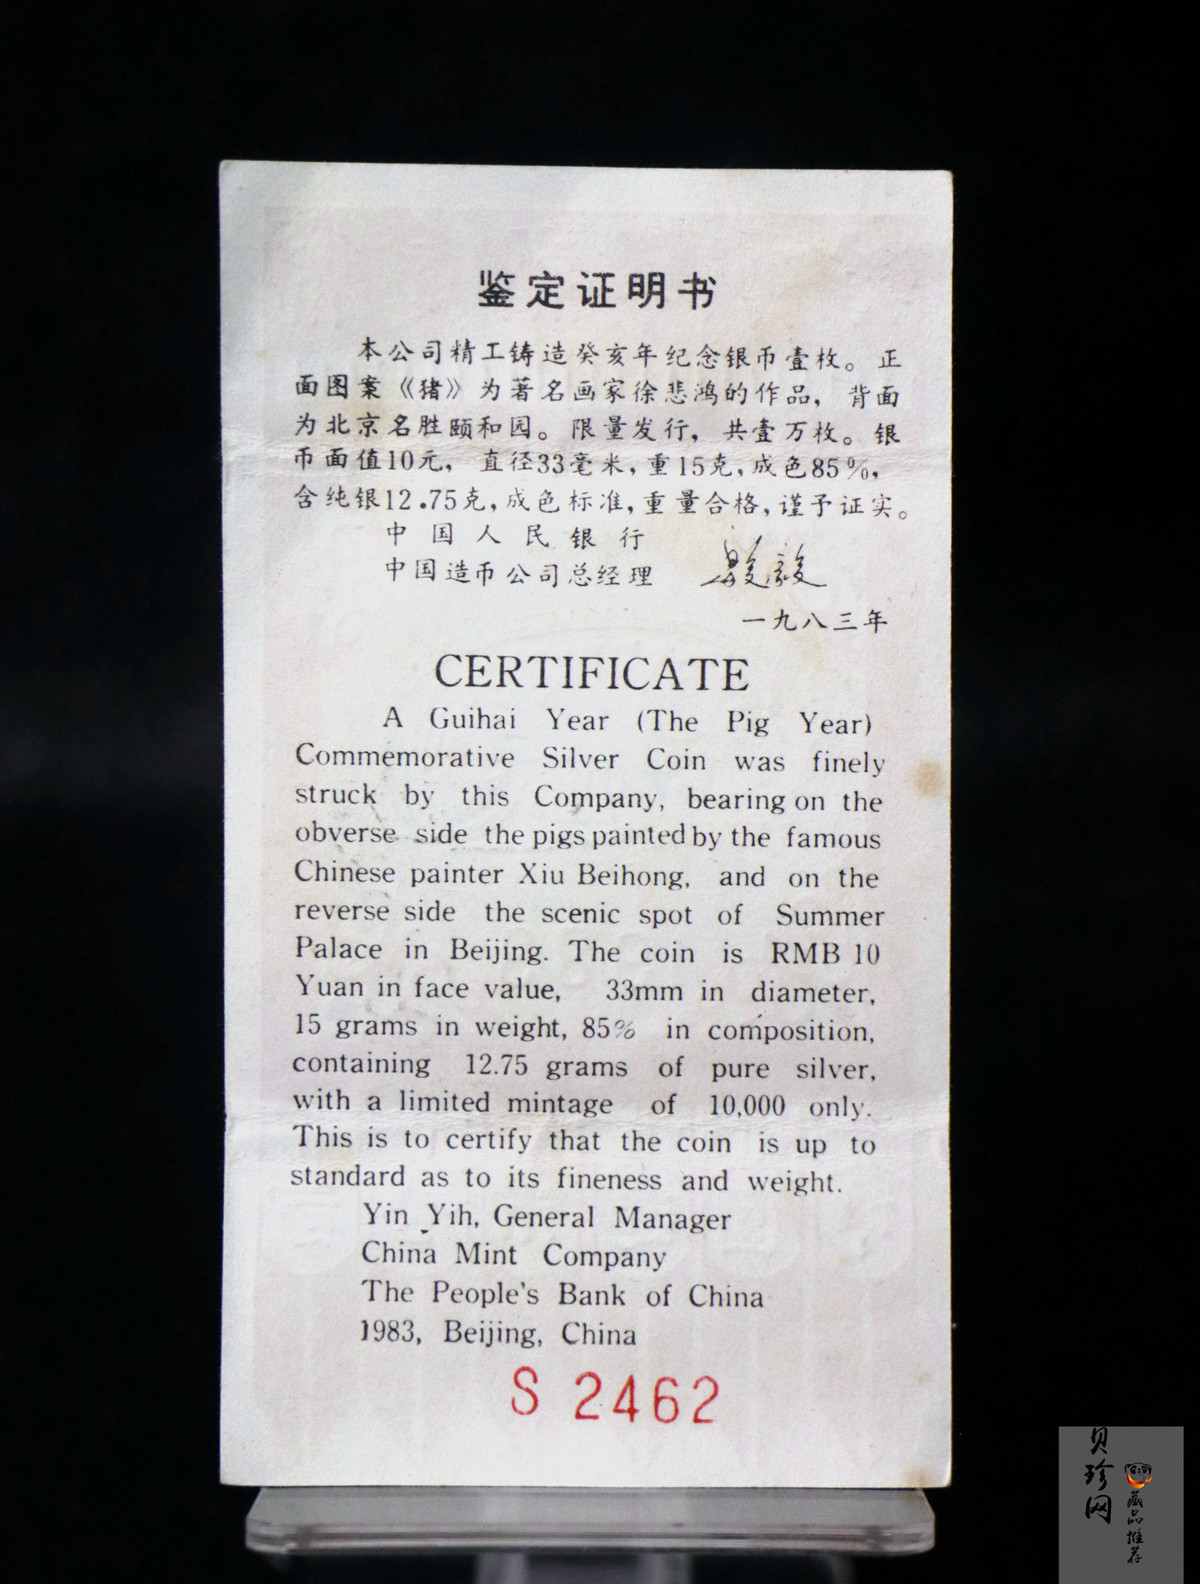 鉴定证明书
本公司精工铸造癸亥年纪念银币壹枚。正
面图案《猪》为著名画家徐悲鸿的作品，背面
为北京名胜颐和园。限量发行，共壹万枚。银
币面值10元，直径33毫米，重15克，成色85%，
含纯银12.75克，成色标准，重量合格，谨予证实。
中国人民银行
中国造币公司总经理
一九八三年
CERTIFICATE
A Guihai Year (The Pig Year)
Commemorative Silver Coin was finely
struck by this Company, bearing on the
obverse side the pigs painted by the famous
Chinese painter Xiu Beihong, and on the
reverse side the scenic spot of Summer
Palace in Beijing. The coin is RMB 10
Yuan in face value, 33mm in diameter,
15 grams in weight, 85% in composition,
containing 12.75 grams of pure silver,
with a limited mintage of 10,000 only.
This is to certify that the coin is up to
standard as to its fineness and weight.
Yin Yih, General Manager
China Mint Company
The People's Bank of China
1983, Beijing, China
S 2462
贝珍网
藏品推荐